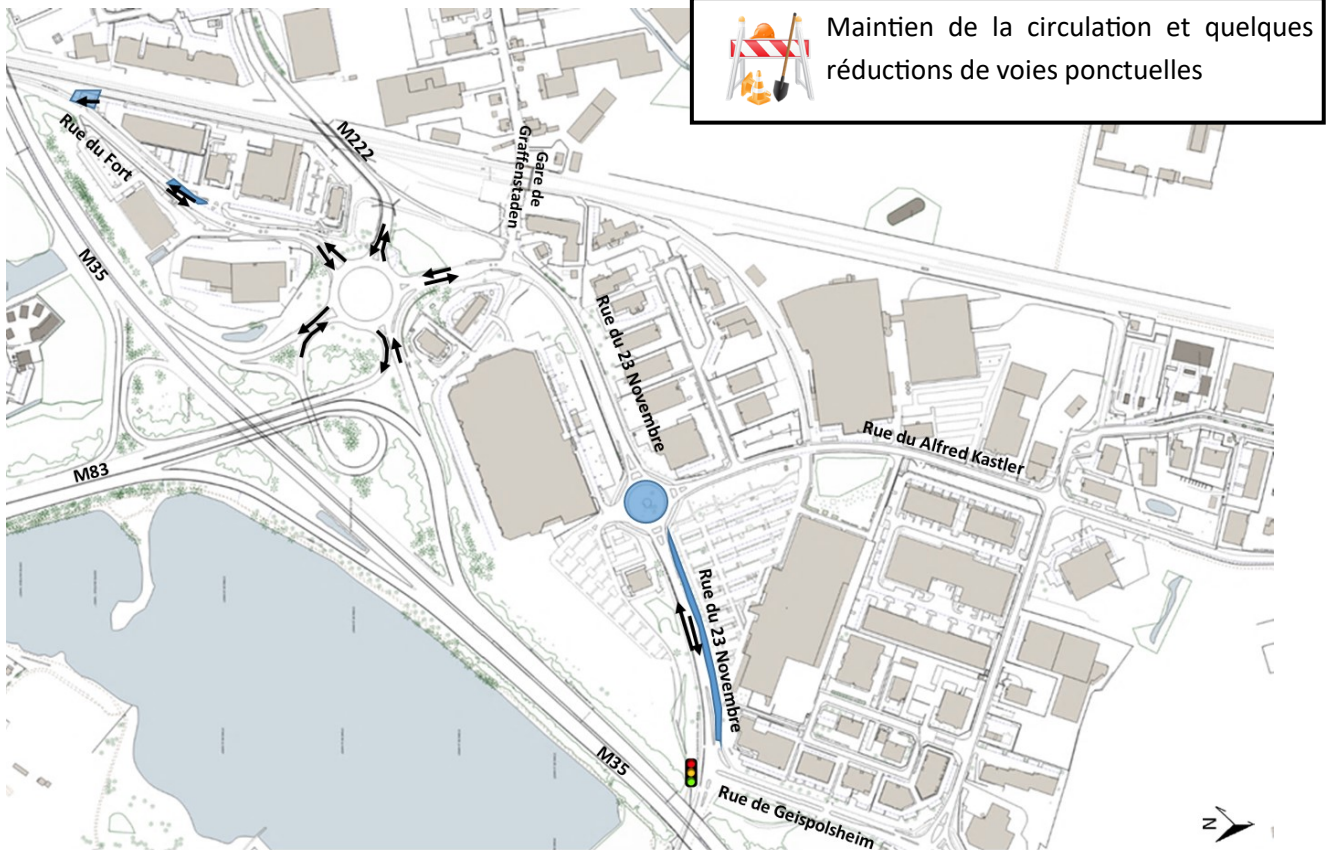 Maintien de la circulation et quelques
réductions de voies ponctuelles
Rue du Fort
M222
Gare de
Graffenstaden
M35
Rue du 23 Novembre
Rue du Alfred Kastler
M83
Rue du 23 Novembre
M35
Rue de Geispolsheim
N